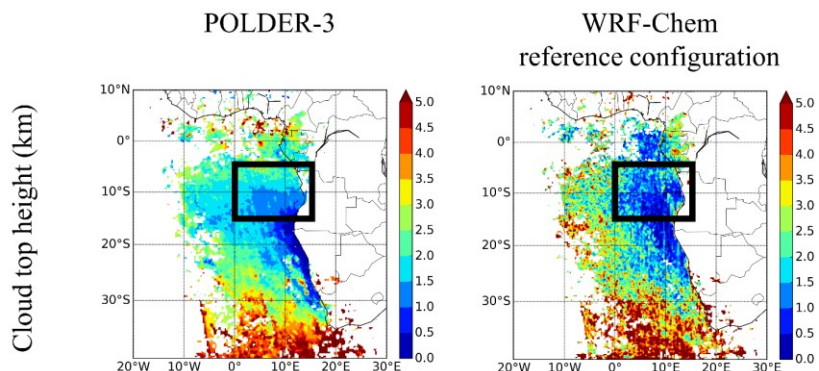 POLDER-3
WRF-Chem
reference configuration
Cloud top height (km)
10°N
0°
10°S
20°S
30°S
20°W
10°W
0°
10°E
20°E
30°E
5.0
4.5
4.0
3.5
3.0
2.5
2.0
1.5
1.0
0.5
0.0
10°N
0°
10°S
20°S
30°S
20°W
10°W
0°
10°E
20°E
30°E
5.0
4.5
4.0
3.5
3.0
2.5
2.0
1.5
1.0
0.5
0.0